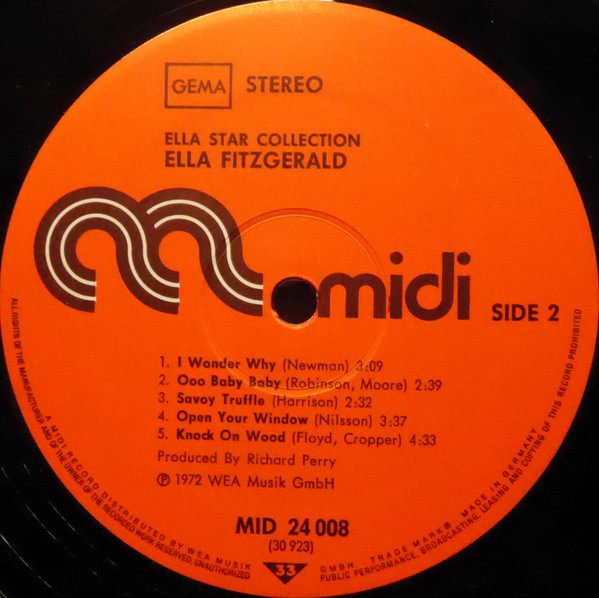 GEMA STEREO
ELLA STAR COLLECTION
ELLA FITZGERALD
midi
SIDE 2
1. I Wonder Why (Newman) 3:09
2. Ooo Baby Baby (Robinson, Moore) 2:39
3. Savoy Truffle (Harrison) 2:32
4. Open Your Window (Nilsson) 3:37
5. Knock On Wood (Floyd, Cropper) 4:33
Produced By Richard Perry
℗ 1972 WEA Musik GmbH
MID 24 008
(30 923)
33
ALL RIGHTS OF THE MANUFACTURER AND OF THE OWNER OF THE RECORDED WORK RESERVED. UNAUTHORIZED PUBLIC PERFORMANCE, BROADCASTING, LEASING AND COPYING OF THIS RECORD PROHIBITED
A MIDI RECORD DISTRIBUTED BY WEA MUSIK GMBH. TRADE MARK® MADE IN GERMANY